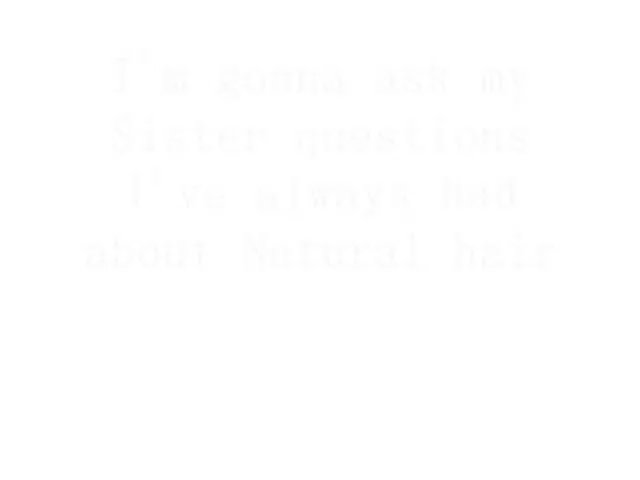 I'm gonna ask my
Sister questions
I've always had
about Natural hair